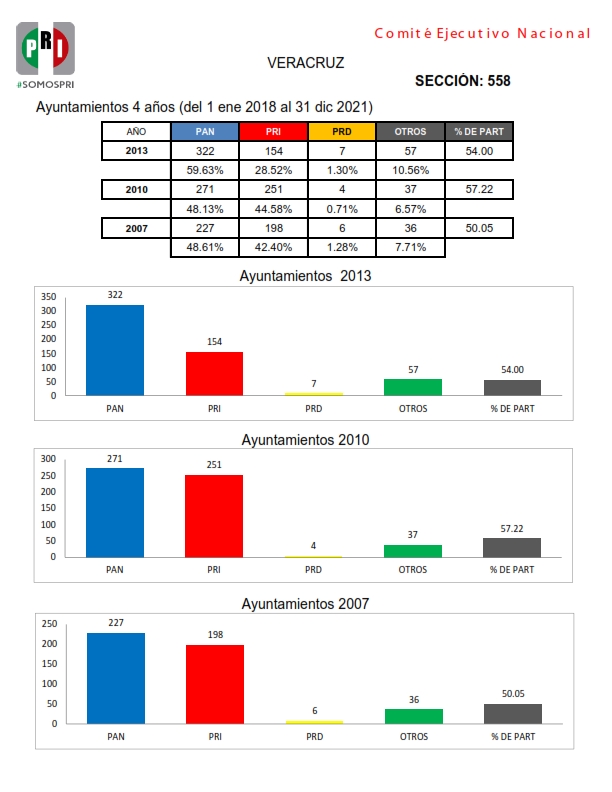 Comité Ejecutivo Nacional
PRI
#SOMOSPRI
VERACRUZ
SECCIÓN: 558
Ayuntamientos 4 años (del 1 ene 2018 al 31 dic 2021)
AÑO PAN PRI PRD OTROS % DE PART
2013 322 154 7 57 54.00
59.63% 28.52% 1.30% 10.56%
2010 271 251 4 37 57.22
48.13% 44.58% 0.71% 6.57%
2007 227 198 6 36 50.05
48.61% 42.40% 1.28% 7.71%
Ayuntamientos 2013
350
300
250
200
150
100
50
0
322
154
7
57
54.00
PAN PRI PRD OTROS % DE PART
Ayuntamientos 2010
300
250
200
150
100
50
0
271
251
4
37
57.22
PAN PRI PRD OTROS % DE PART
Ayuntamientos 2007
250
200
150
100
50
0
227
198
6
36
50.05
PAN PRI PRD OTROS % DE PART